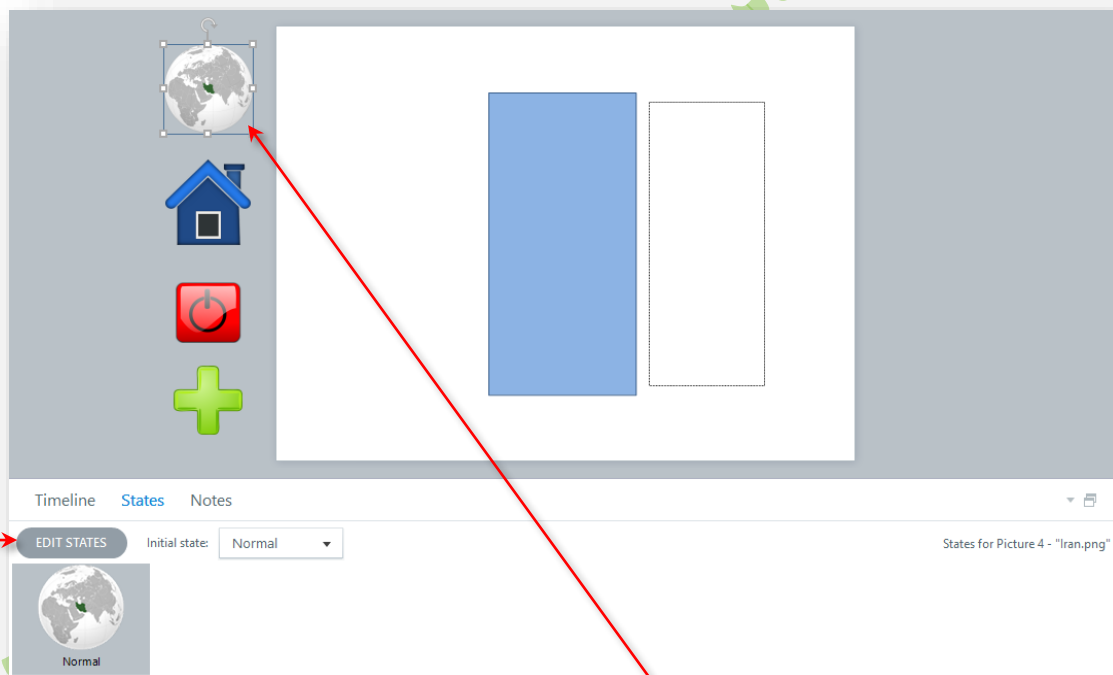 Timeline States Notes
EDIT STATES Initial state: Normal States for Picture 4 - "Iran.png"
Normal